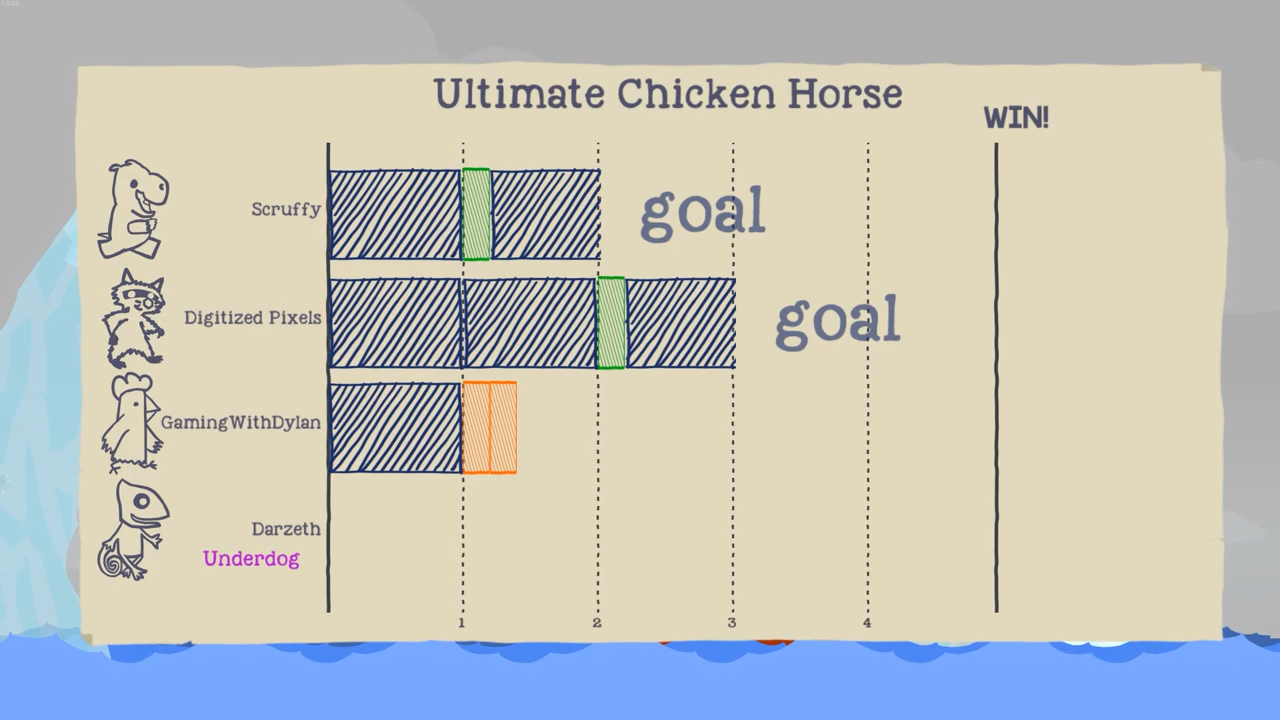 Ultimate Chicken Horse
WIN!
Scruffy
goal
Digitized Pixels
goal
GamingWithDylan
Darzeth
Underdog
1 2 3 4